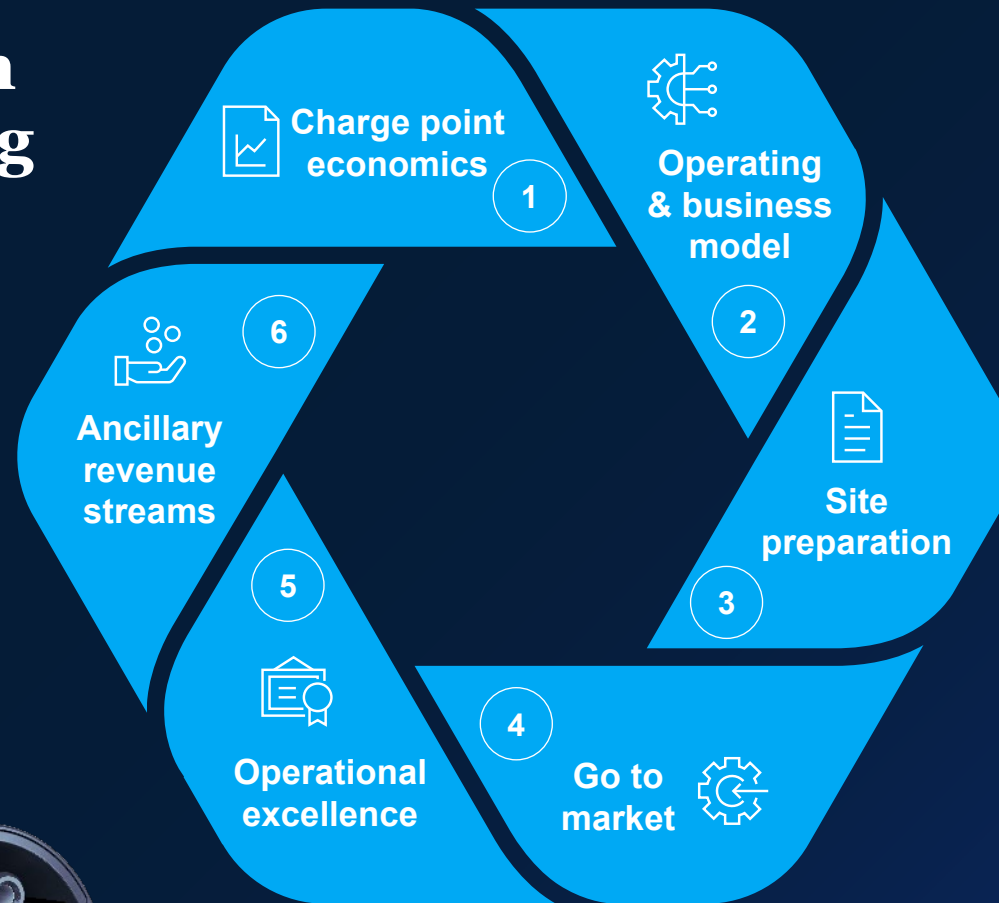 Charge point
economics
1
Operating
& business
model
2
Site
preparation
3
4
Go to
market
5
Operational
excellence
6
Ancillary
revenue
streams